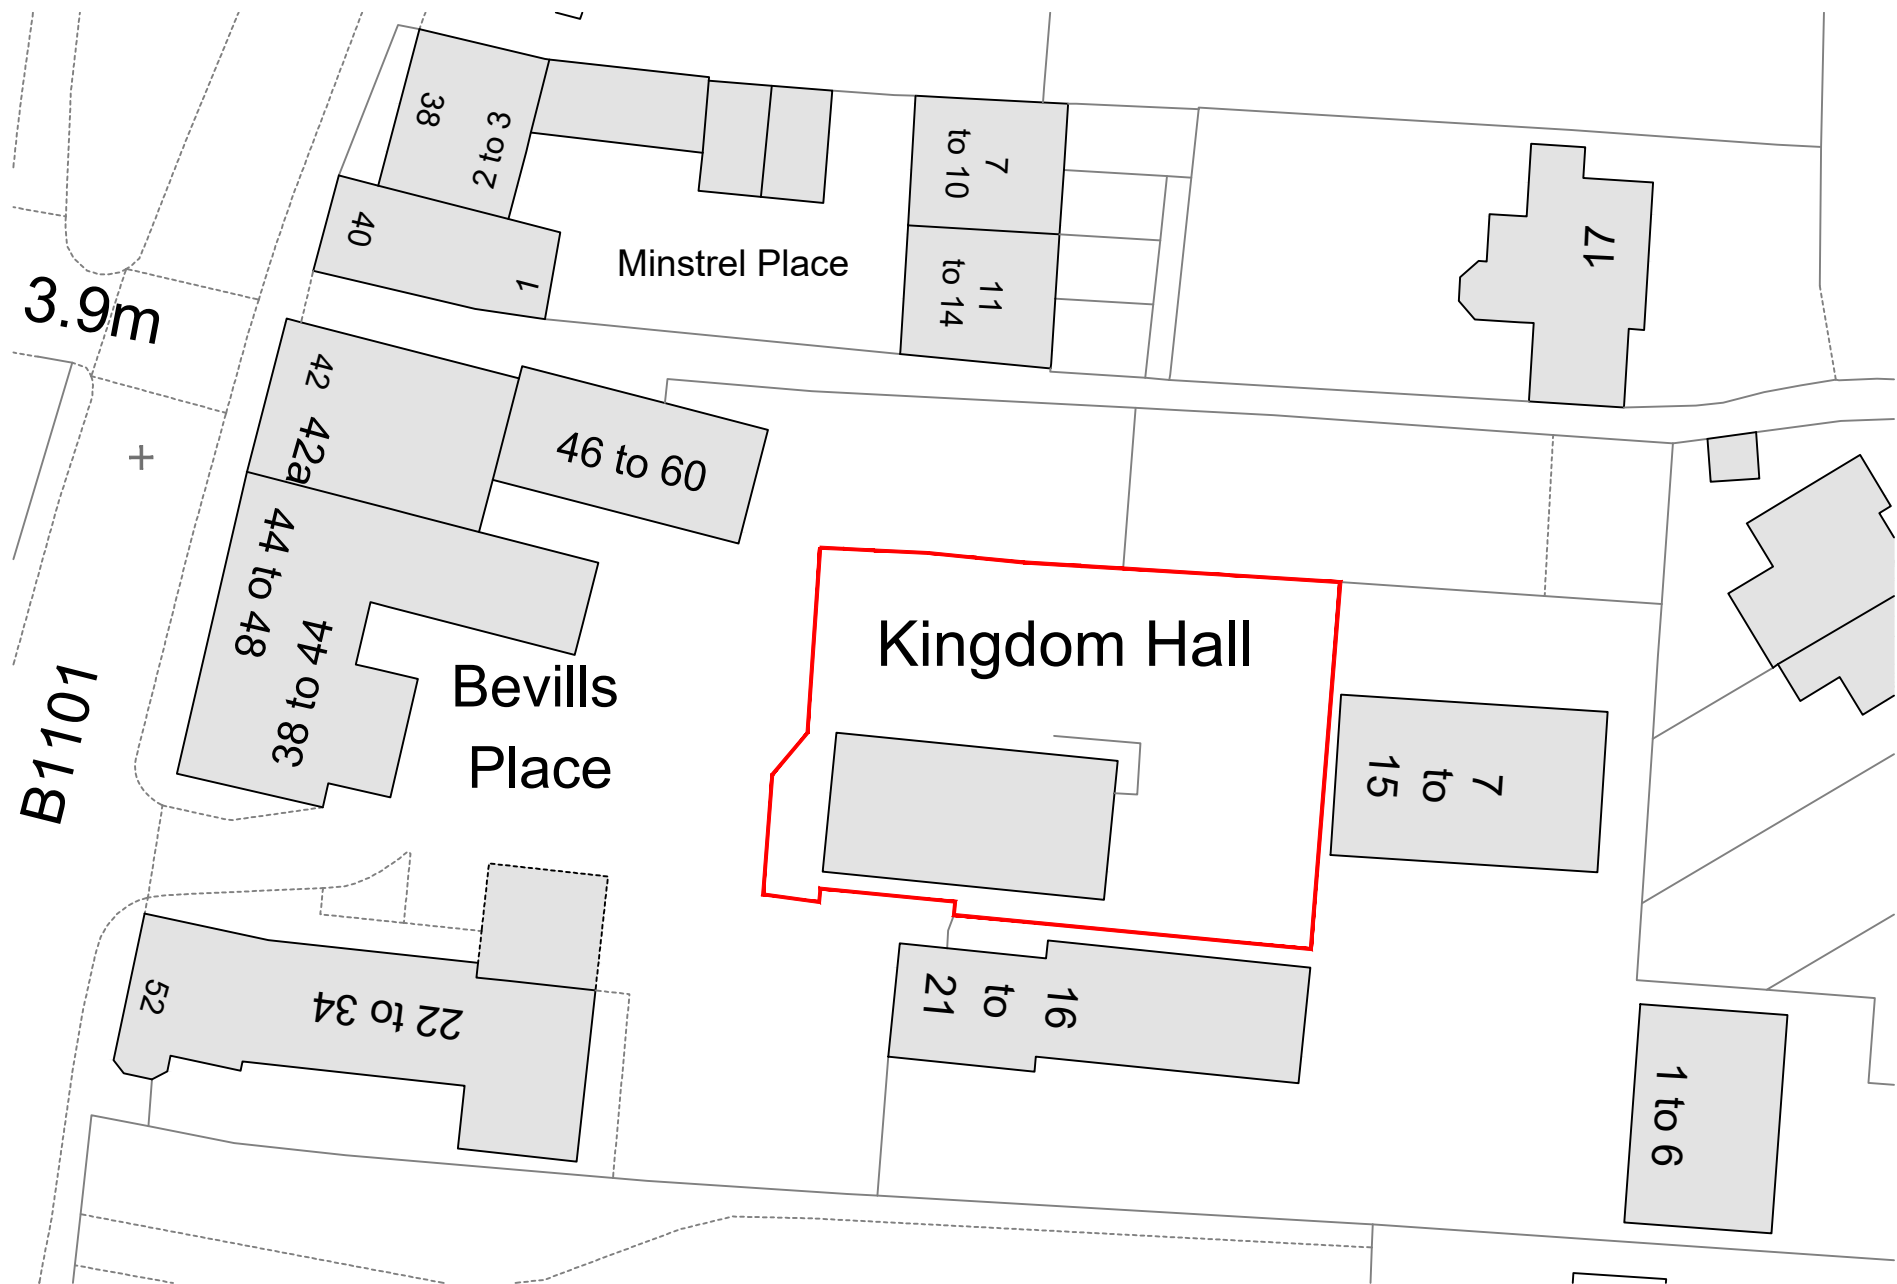 38
2 to 3
40
1
Minstrel Place
7
to 10
11
to 14
17
3.9m
42
42a
46 to 60
44 to 48
38 to 44
Kingdom Hall
Bevills
Place
B1101
7
to
15
52
22 to 34
16
to
21
1 to 6